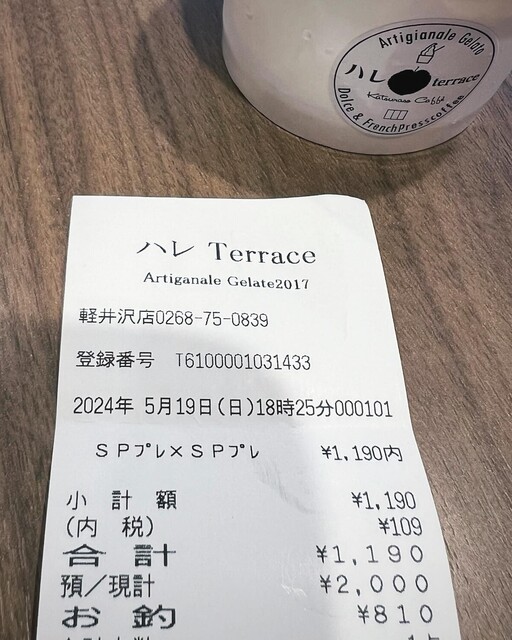 Artigianale Gelato
ハレ terrace
Dolce & FrenchPresscoffee
ハレ Terrace
Artiganale Gelate2017
軽井沢店0268-75-0839
登録番号 T6100001031433
2024年 5月19日(日)18時25分000101
SPプレ×SPプレ ¥1,190内
小計額 ¥1,190
(内 税) ¥109
合計 ¥1,190
預/現計 ¥2,000
お釣 ¥810